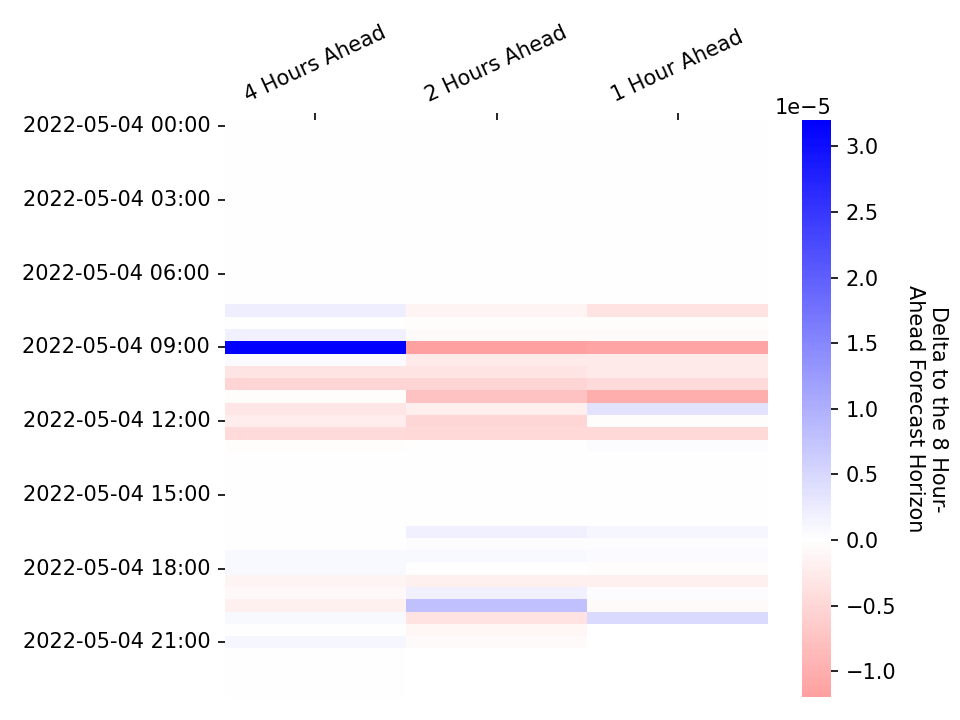 4 Hours Ahead
2 Hours Ahead
1 Hour Ahead
1e−5
2022-05-04 00:00
2022-05-04 03:00
2022-05-04 06:00
2022-05-04 09:00
2022-05-04 12:00
2022-05-04 15:00
2022-05-04 18:00
2022-05-04 21:00
3.0
2.5
2.0
1.5
1.0
0.5
0.0
−0.5
−1.0
Delta to the 8 Hour-
Ahead Forecast Horizon